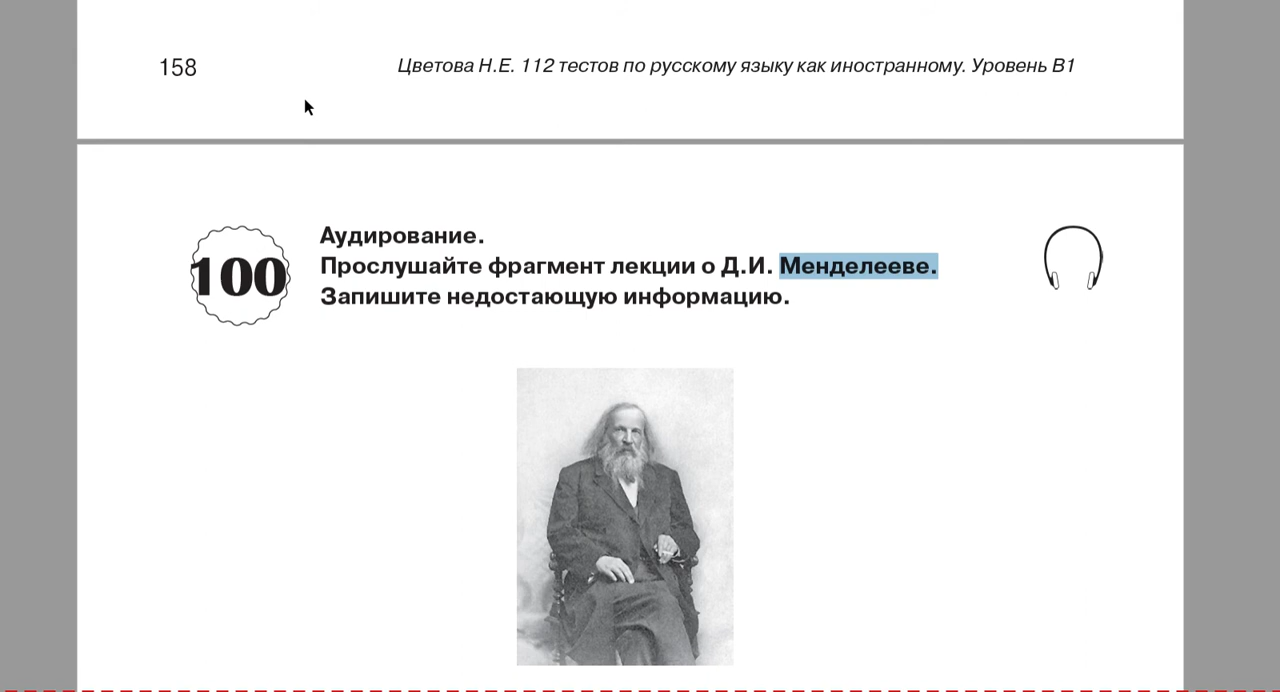 158
Цветова Н.Е. 112 тестов по русскому языку как иностранному. Уровень В1
100
Аудирование.
Прослушайте фрагмент лекции о Д.И. Менделееве.
Запишите недостающую информацию.